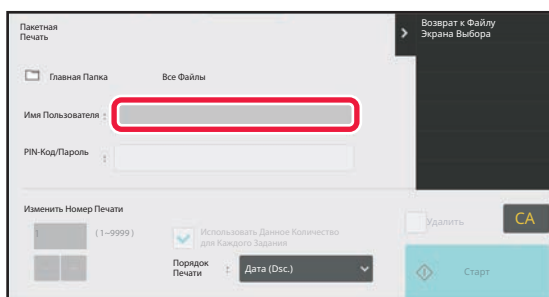 Пакетная
Печать
Возврат к Файлу
Экрана Выбора
Главная Папка
Все Файлы
Имя Пользователя :
PIN-Код/Пароль :
Изменить Номер Печати
1
(1~9999)
Использовать Данное Количество
для Каждого Задания
Порядок
Печати :
Дата (Dsc.)
Удалить
CA
Старт